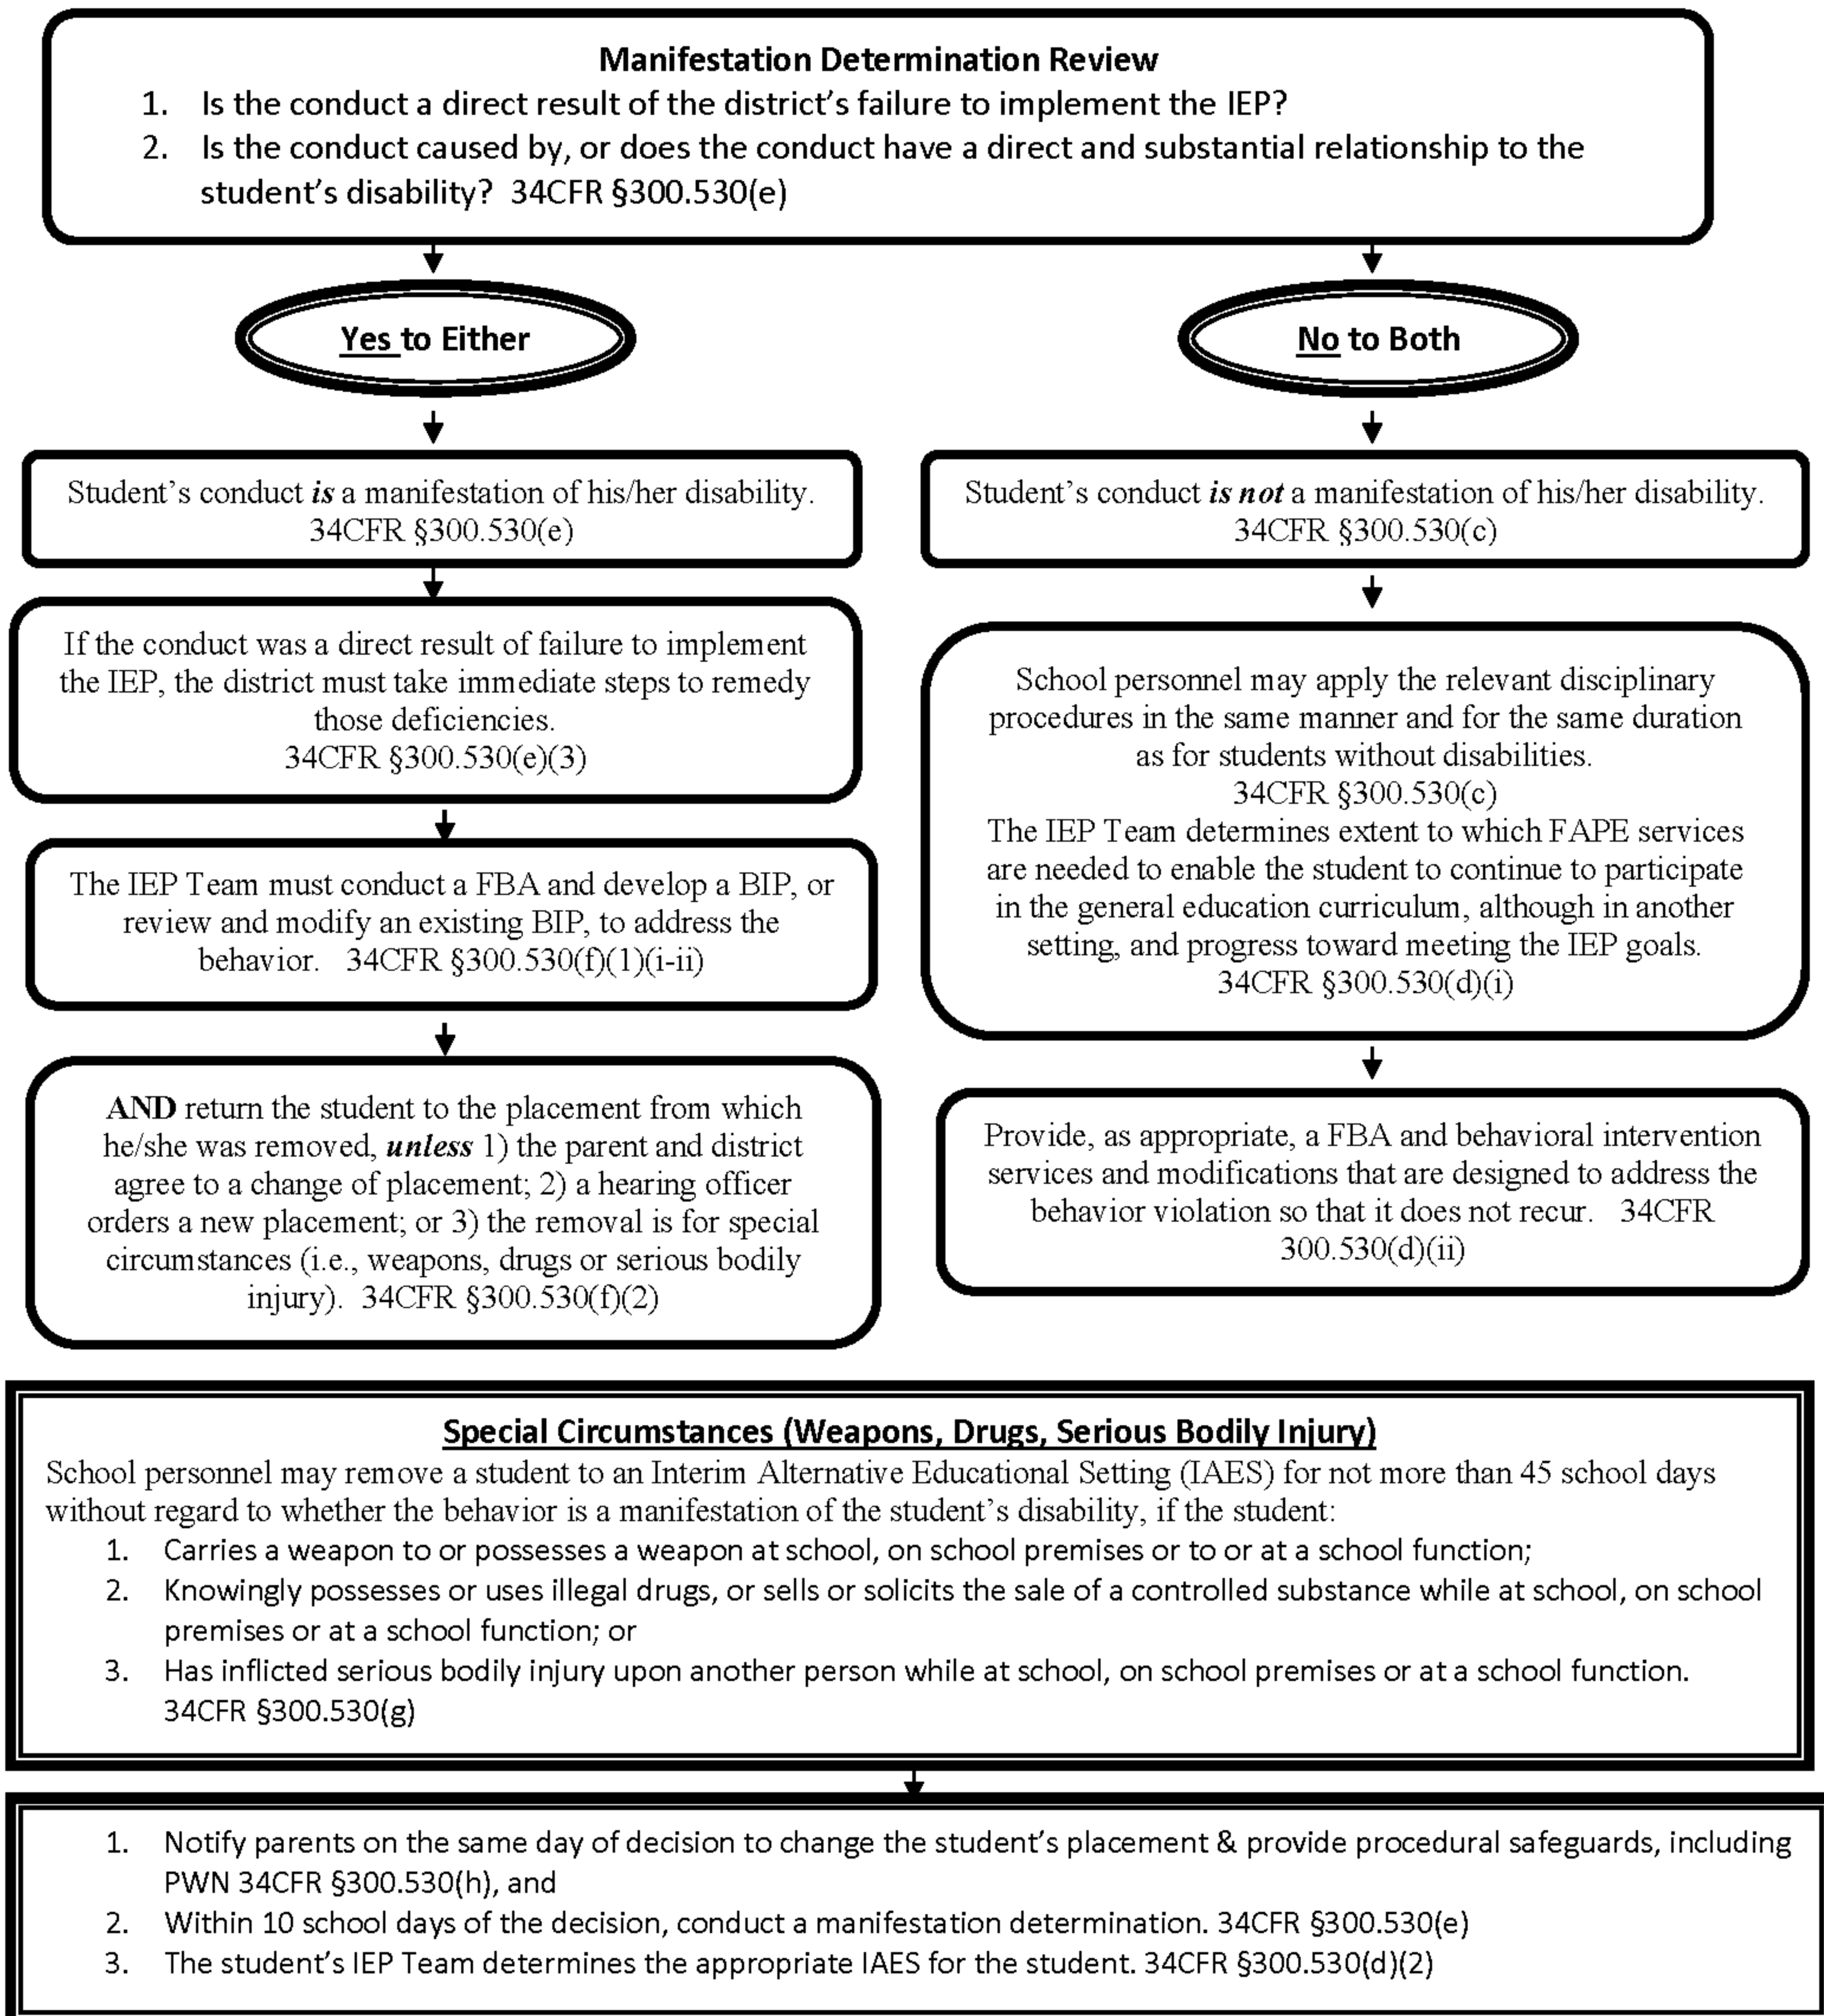 Manifestation Determination Review
1. Is the conduct a direct result of the district’s failure to implement the IEP?
2. Is the conduct caused by, or does the conduct have a direct and substantial relationship to the
student’s disability? 34CFR §300.530(e)
Yes to Either
No to Both
Student’s conduct is a manifestation of his/her disability.
34CFR §300.530(e)
Student’s conduct is not a manifestation of his/her disability.
34CFR §300.530(c)
If the conduct was a direct result of failure to implement
the IEP, the district must take immediate steps to remedy
those deficiencies.
34CFR §300.530(e)(3)
School personnel may apply the relevant disciplinary
procedures in the same manner and for the same duration
as for students without disabilities.
34CFR §300.530(c)
The IEP Team determines extent to which FAPE services
are needed to enable the student to continue to participate
in the general education curriculum, although in another
setting, and progress toward meeting the IEP goals.
34CFR §300.530(d)(i)
The IEP Team must conduct a FBA and develop a BIP, or
review and modify an existing BIP, to address the
behavior. 34CFR §300.530(f)(1)(i-ii)
AND return the student to the placement from which
he/she was removed, unless 1) the parent and district
agree to a change of placement; 2) a hearing officer
orders a new placement; or 3) the removal is for special
circumstances (i.e., weapons, drugs or serious bodily
injury). 34CFR §300.530(f)(2)
Provide, as appropriate, a FBA and behavioral intervention
services and modifications that are designed to address the
behavior violation so that it does not recur. 34CFR
300.530(d)(ii)
Special Circumstances (Weapons, Drugs, Serious Bodily Injury)
School personnel may remove a student to an Interim Alternative Educational Setting (IAES) for not more than 45 school days
without regard to whether the behavior is a manifestation of the student’s disability, if the student:
1. Carries a weapon to or possesses a weapon at school, on school premises or to or at a school function;
2. Knowingly possesses or uses illegal drugs, or sells or solicits the sale of a controlled substance while at school, on school
premises or at a school function; or
3. Has inflicted serious bodily injury upon another person while at school, on school premises or at a school function.
34CFR §300.530(g)
1. Notify parents on the same day of decision to change the student’s placement & provide procedural safeguards, including
PWN 34CFR §300.530(h), and
2. Within 10 school days of the decision, conduct a manifestation determination. 34CFR §300.530(e)
3. The student’s IEP Team determines the appropriate IAES for the student. 34CFR §300.530(d)(2)